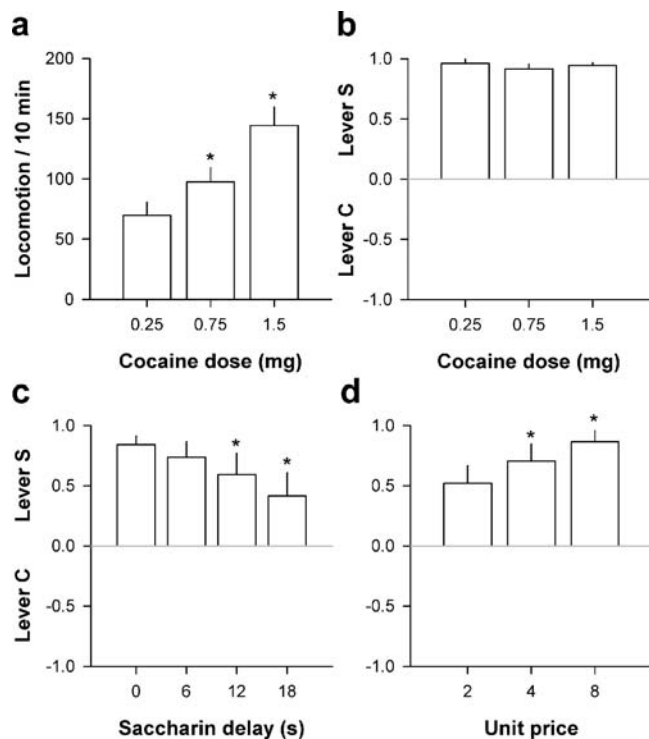 a
Locomotion / 10 min
200
150
100
50
0
* *
0.25 0.75 1.5
Cocaine dose (mg)
b
Lever S
Lever C
1.0
0.5
0.0
-0.5
-1.0
0.25 0.75 1.5
Cocaine dose (mg)
c
Lever S
Lever C
1.0
0.5
0.0
-0.5
-1.0
* *
0 6 12 18
Saccharin delay (s)
d
Lever S
Lever C
1.0
0.5
0.0
-0.5
-1.0
* *
2 4 8
Unit price